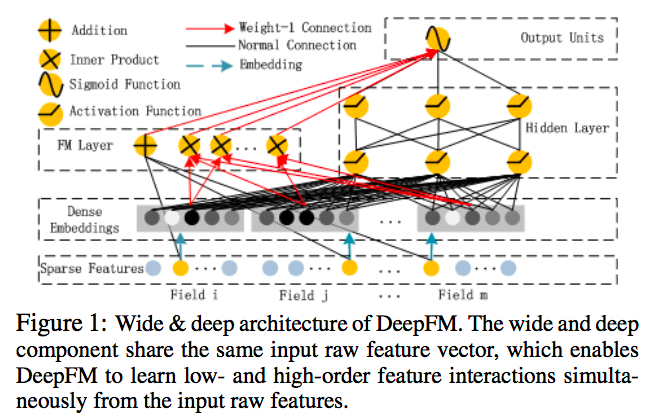 Addition
Weight-1 Connection
Output Units
Inner Product
Normal Connection
Sigmoid Function
Embedding
Activation Function
Hidden Layer
FM Layer
. . .
Dense
Embeddings
...
Sparse Features
... ... ... ...
Field i Field j ... Field m
Figure 1: Wide & deep architecture of DeepFM. The wide and deep
component share the same input raw feature vector, which enables
DeepFM to learn low- and high-order feature interactions simulta-
neously from the input raw features.